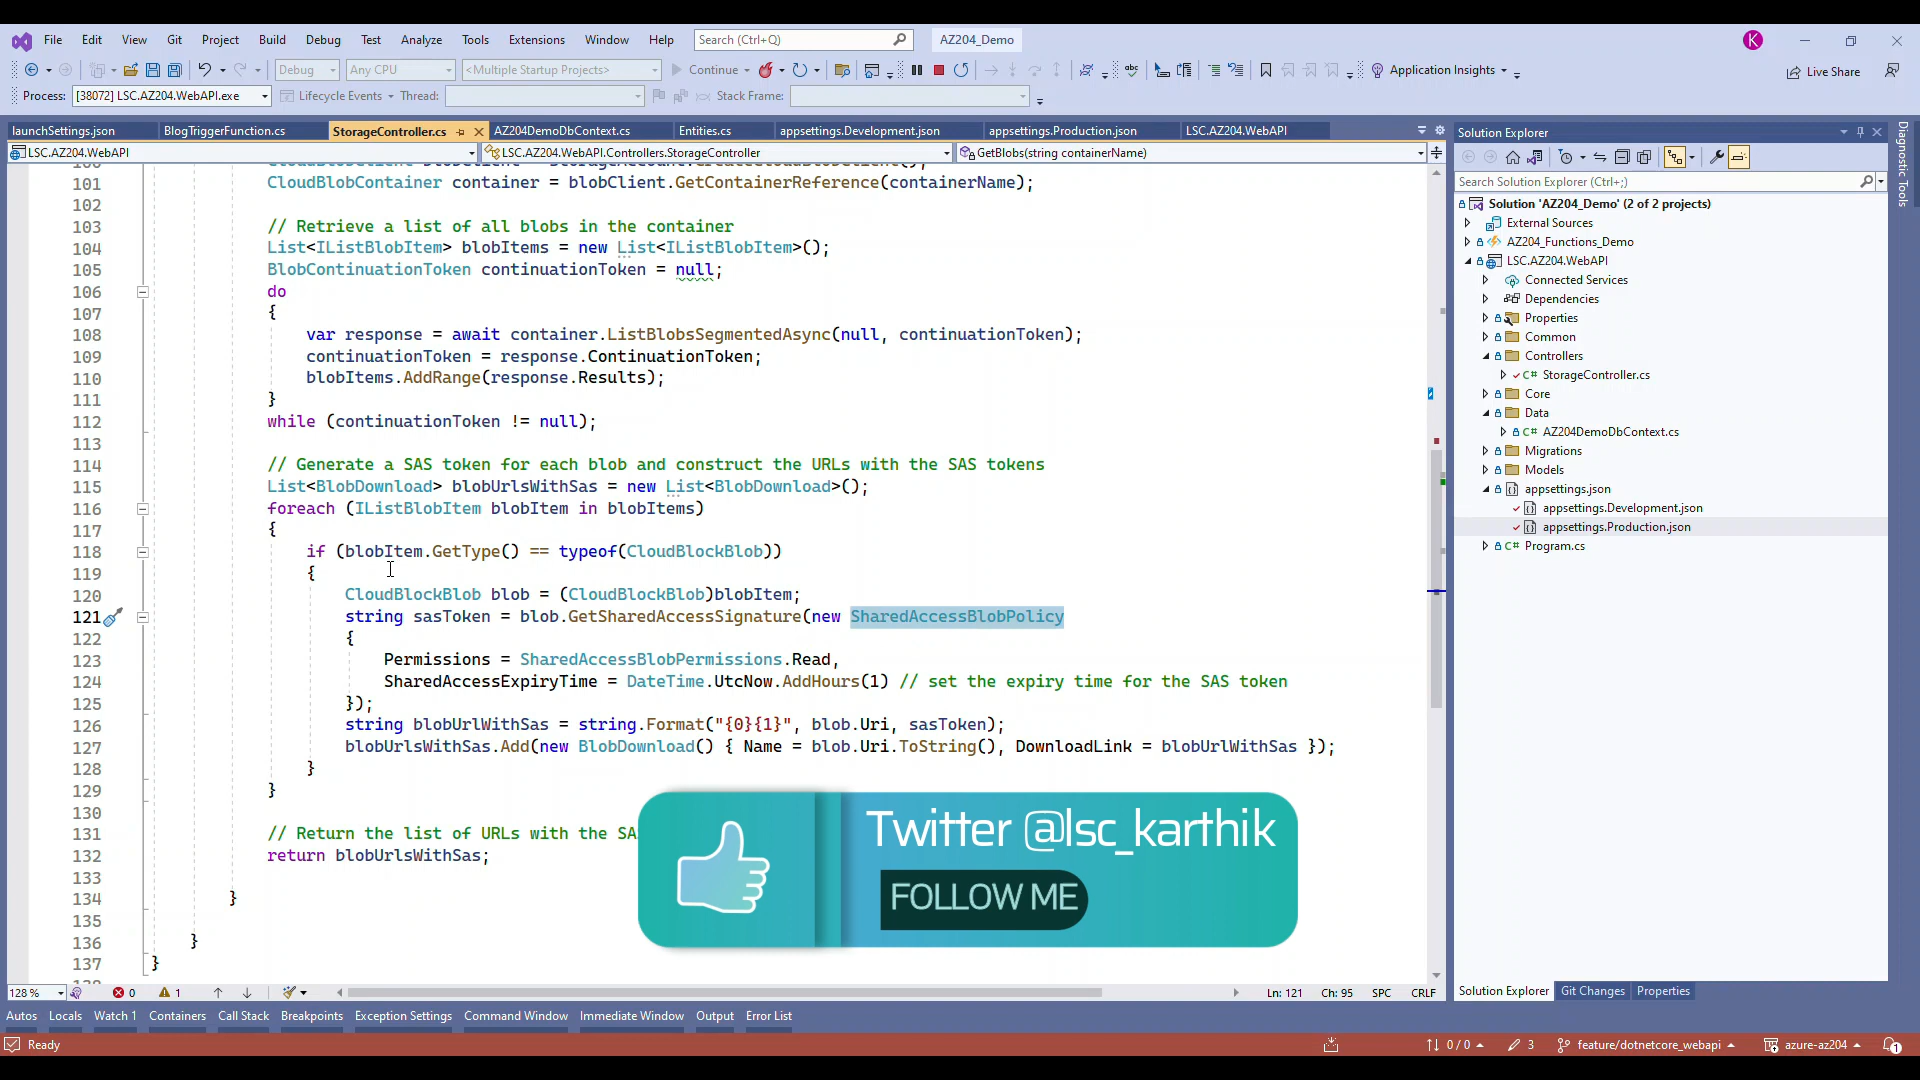 File Edit View Git Project Build Debug Test Analyze Tools Extensions Window Help Search (Ctrl+Q) AZ204_Demo K
Debug Any CPU <Multiple Startup Projects> Continue Application Insights Live Share
Process: [38072] LSC.AZ204.WebAPI.exe Lifecycle Events Thread: Stack Frame:
launchSettings.json BlogTriggerFunction.cs StorageController.cs AZ204DemoDbContext.cs Entities.cs appsettings.Development.json appsettings.Production.json LSC.AZ204.WebAPI
LSC.AZ204.WebAPI LSC.AZ204.WebAPI.Controllers.StorageController GetBlobs(string containerName)
101 CloudBlobContainer container = blobClient.GetContainerReference(containerName);
102
103 // Retrieve a list of all blobs in the container
104 List<IListBlobItem> blobItems = new List<IListBlobItem>();
105 BlobContinuationToken continuationToken = null;
106 do
107 {
108 var response = await container.ListBlobsSegmentedAsync(null, continuationToken);
109 continuationToken = response.ContinuationToken;
110 blobItems.AddRange(response.Results);
111 }
112 while (continuationToken != null);
113
114 // Generate a SAS token for each blob and construct the URLs with the SAS tokens
115 List<BlobDownload> blobUrlsWithSas = new List<BlobDownload>();
116 foreach (IListBlobItem blobItem in blobItems)
117 {
118 if (blobItem.GetType() == typeof(CloudBlockBlob))
119 {
120 CloudBlockBlob blob = (CloudBlockBlob)blobItem;
121 string sasToken = blob.GetSharedAccessSignature(new SharedAccessBlobPolicy
122 {
123 Permissions = SharedAccessBlobPermissions.Read,
124 SharedAccessExpiryTime = DateTime.UtcNow.AddHours(1) // set the expiry time for the SAS token
125 });
126 string blobUrlWithSas = string.Format("{0}{1}", blob.Uri, sasToken);
127 blobUrlsWithSas.Add(new BlobDownload() { Name = blob.Uri.ToString(), DownloadLink = blobUrlWithSas });
128 }
129 }
130
131 // Return the list of URLs with the SA
132 return blobUrlsWithSas;
133
134 }
135
136 }
137 }
Twitter @lsc_karthik
FOLLOW ME
128 % 0 1 Ln: 121 Ch: 95 SPC CRLF
Autos Locals Watch 1 Containers Call Stack Breakpoints Exception Settings Command Window Immediate Window Output Error List
Ready 0 / 0 3 feature/dotnetcore_webapi azure-az204 1
Solution Explorer
Search Solution Explorer (Ctrl+;)
Solution 'AZ204_Demo' (2 of 2 projects)
External Sources
AZ204_Functions_Demo
LSC.AZ204.WebAPI
Connected Services
Dependencies
Properties
Common
Controllers
C# StorageController.cs
Core
Data
C# AZ204DemoDbContext.cs
Migrations
Models
appsettings.json
appsettings.Development.json
appsettings.Production.json
C# Program.cs
Solution Explorer Git Changes Properties
Diagnostic Tools